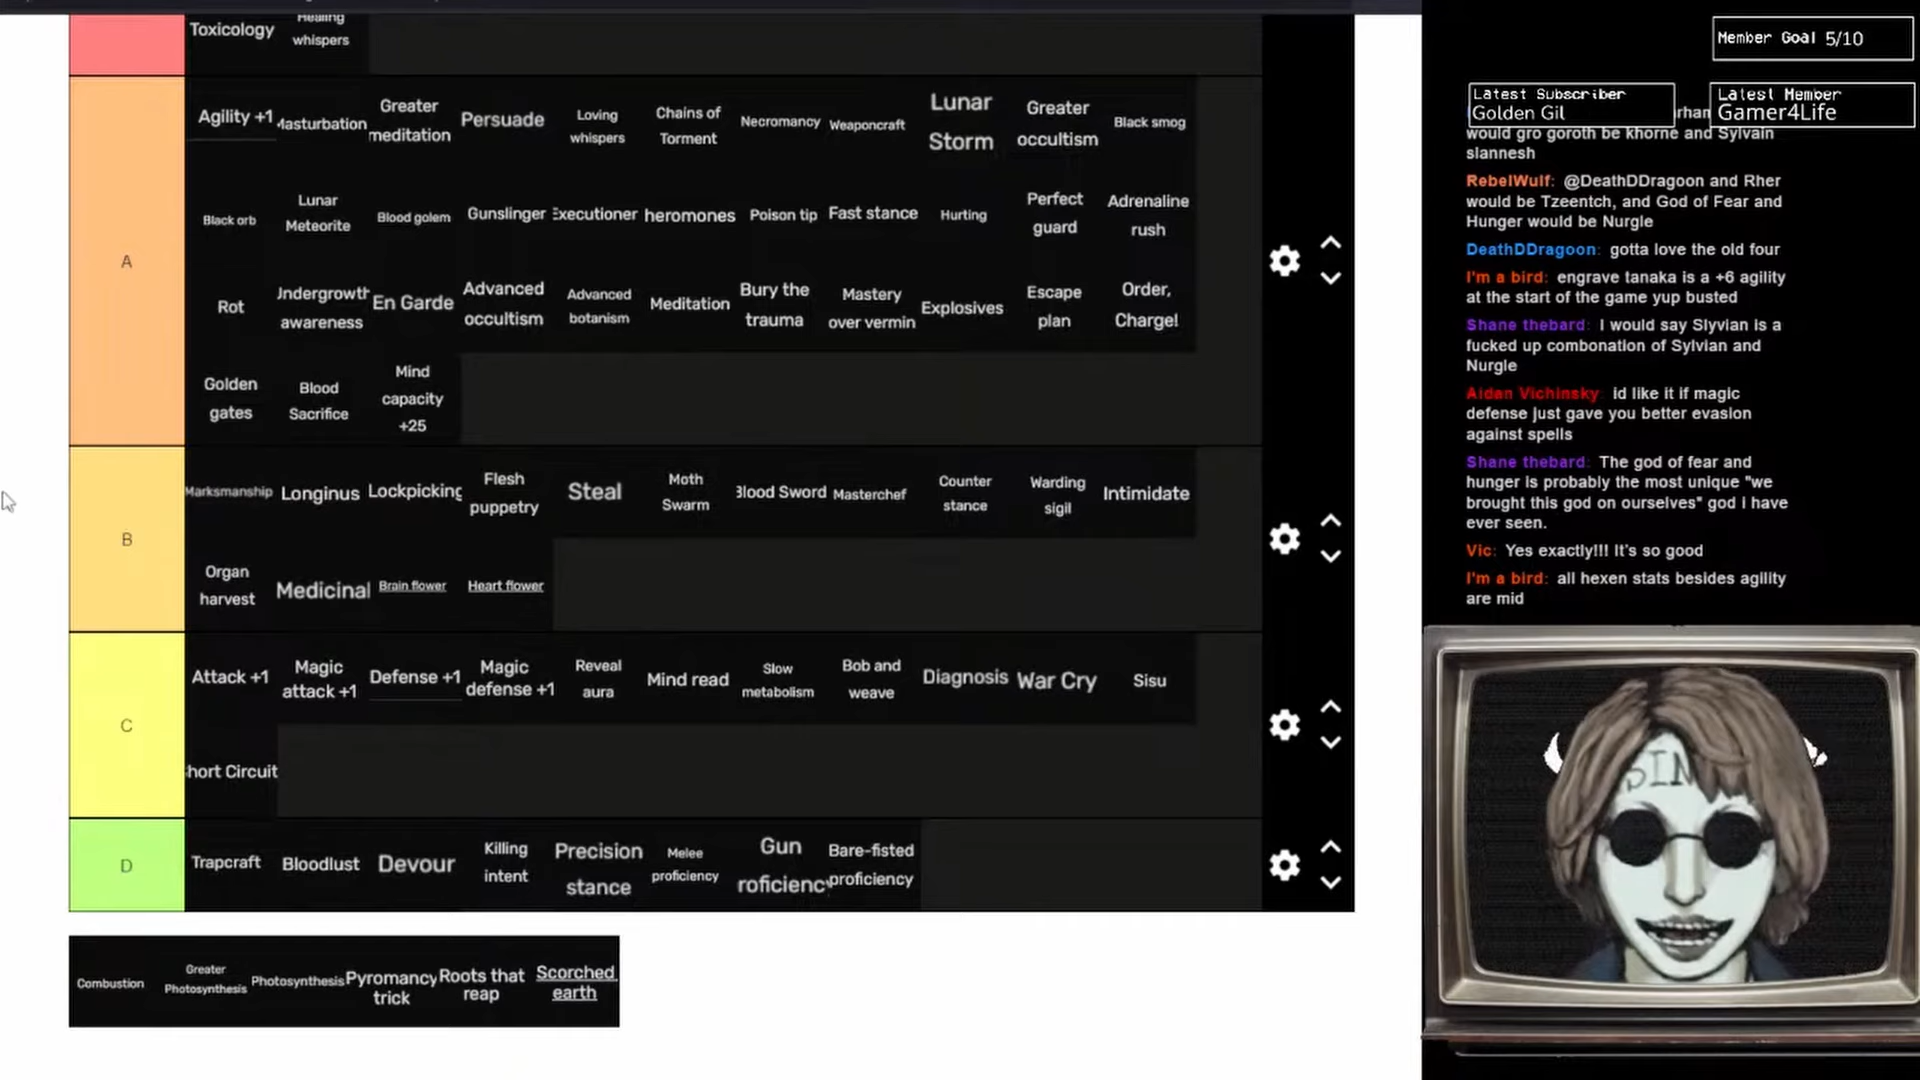 Toxicology
Healing
whispers
A
Agility +1
Masturbation
Greater
meditation
Persuade
Loving
whispers
Chains of
Torment
Necromancy
Weaponcraft
Lunar
Storm
Greater
occultism
Black smog
Black orb
Lunar
Meteorite
Blood golem
Gunslinger
Executioner
heromones
Poison tip
Fast stance
Hurting
Perfect
guard
Adrenaline
rush
Rot
Undergrowth
awareness
En Garde
Advanced
occultism
Advanced
botanism
Meditation
Bury the
trauma
Mastery
over vermin
Explosives
Escape
plan
Order,
Charge!
Golden
gates
Blood
Sacrifice
Mind
capacity
+25
B
Marksmanship
Longinus
Lockpicking
Flesh
puppetry
Steal
Moth
Swarm
Blood Sword
Masterchef
Counter
stance
Warding
sigil
Intimidate
Organ
harvest
Medicinal
Brain flower
Heart flower
C
Attack +1
Magic
attack +1
Defense +1
Magic
defense +1
Reveal
aura
Mind read
Slow
metabolism
Bob and
weave
Diagnosis
War Cry
Sisu
Short Circuit
D
Trapcraft
Bloodlust
Devour
Killing
intent
Precision
stance
Melee
proficiency
Gun
roficiency
Bare-fisted
proficiency
Combustion
Greater
Photosynthesis
Photosynthesis
Pyromancy
trick
Roots that
reap
Scorched
earth
Member Goal 5/10
Latest Subscriber
Golden Gil
Latest Member
Gamer4Life
would gro goroth be khorne and Sylvain
slannesh
RebelWulf: @DeathDDragoon and Rher
would be Tzeentch, and God of Fear and
Hunger would be Nurgle
DeathDDragoon: gotta love the old four
I'm a bird: engrave tanaka is a +6 agility
at the start of the game yup busted
Shane thebard: I would say Slyvian is a
fucked up combonation of Sylvian and
Nurgle
Aidan Vichinsky: id like it if magic
defense just gave you better evasion
against spells
Shane thebard: The god of fear and
hunger is probably the most unique "we
brought this god on ourselves" god i have
ever seen.
Vic: Yes exactly!!! It's so good
I'm a bird: all hexen stats besides agility
are mid
SIN